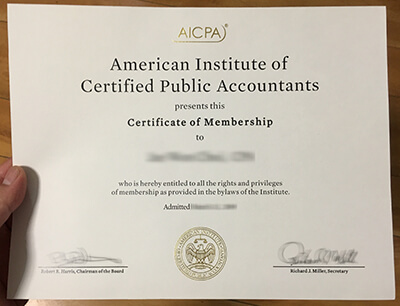 AICPA®
American Institute of
Certified Public Accountants
presents this
Certificate of Membership
to
who is hereby entitled to all the rights and privileges
of membership as provided in the bylaws of the Institute.
Admitted
Robert R. Harris, Chairman of the Board
Richard J. Miller, Secretary